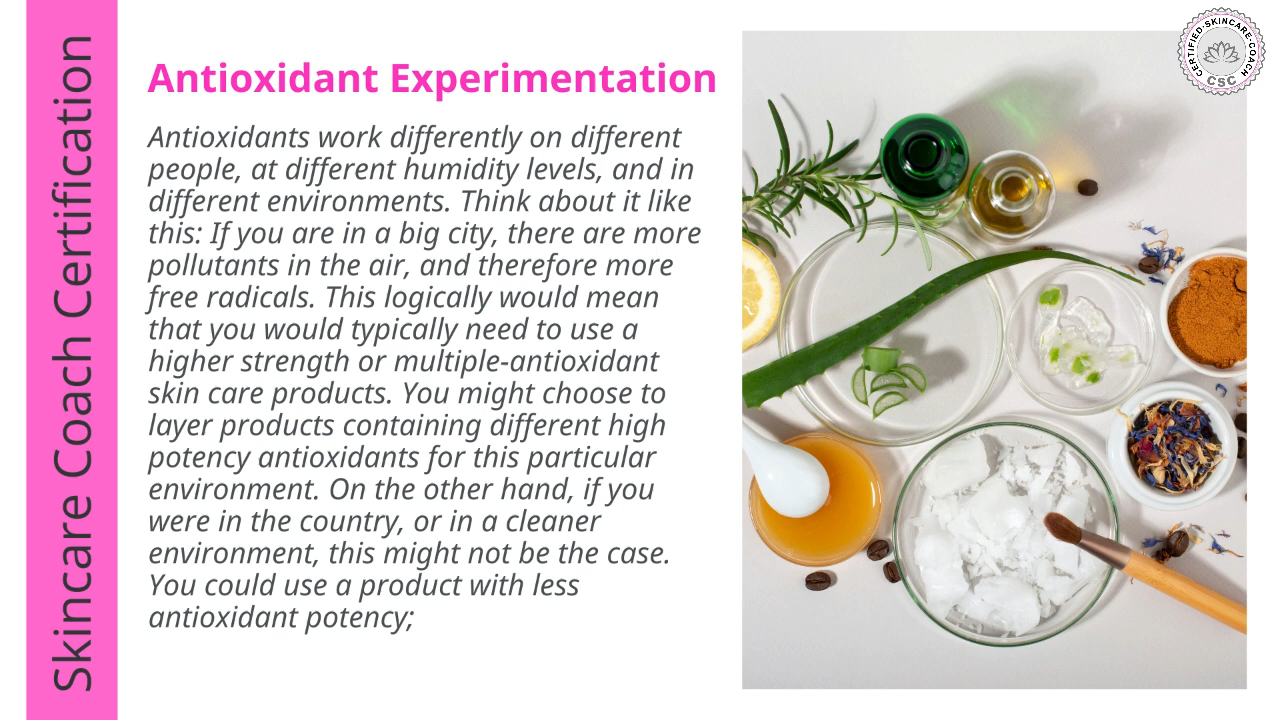 Skincare Coach Certification
Antioxidant Experimentation
Antioxidants work differently on different
people, at different humidity levels, and in
different environments. Think about it like
this: If you are in a big city, there are more
pollutants in the air, and therefore more
free radicals. This logically would mean
that you would typically need to use a
higher strength or multiple-antioxidant
skin care products. You might choose to
layer products containing different high
potency antioxidants for this particular
environment. On the other hand, if you
were in the country, or in a cleaner
environment, this might not be the case.
You could use a product with less
antioxidant potency;
CERTIFIED·SKINCARE·COACH
CSC